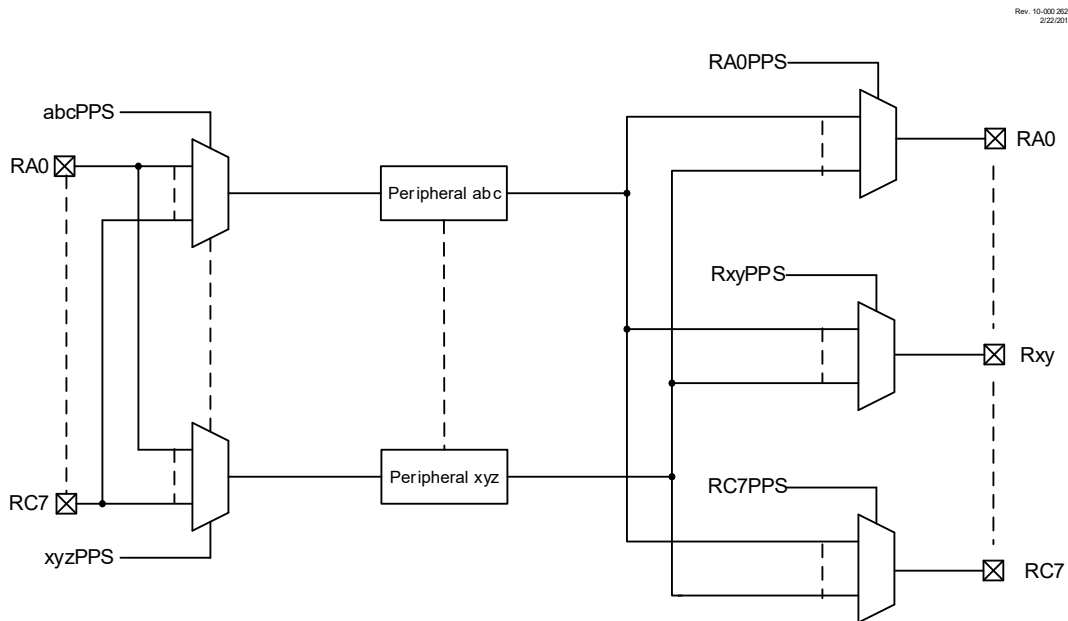 Rev. 10-000 262
2/22/201
RA0PPS
abcPPS
RA0
RA0
Peripheral abc
RxyPPS
Rxy
Peripheral xyz
RC7PPS
RC7
xyzPPS
RC7